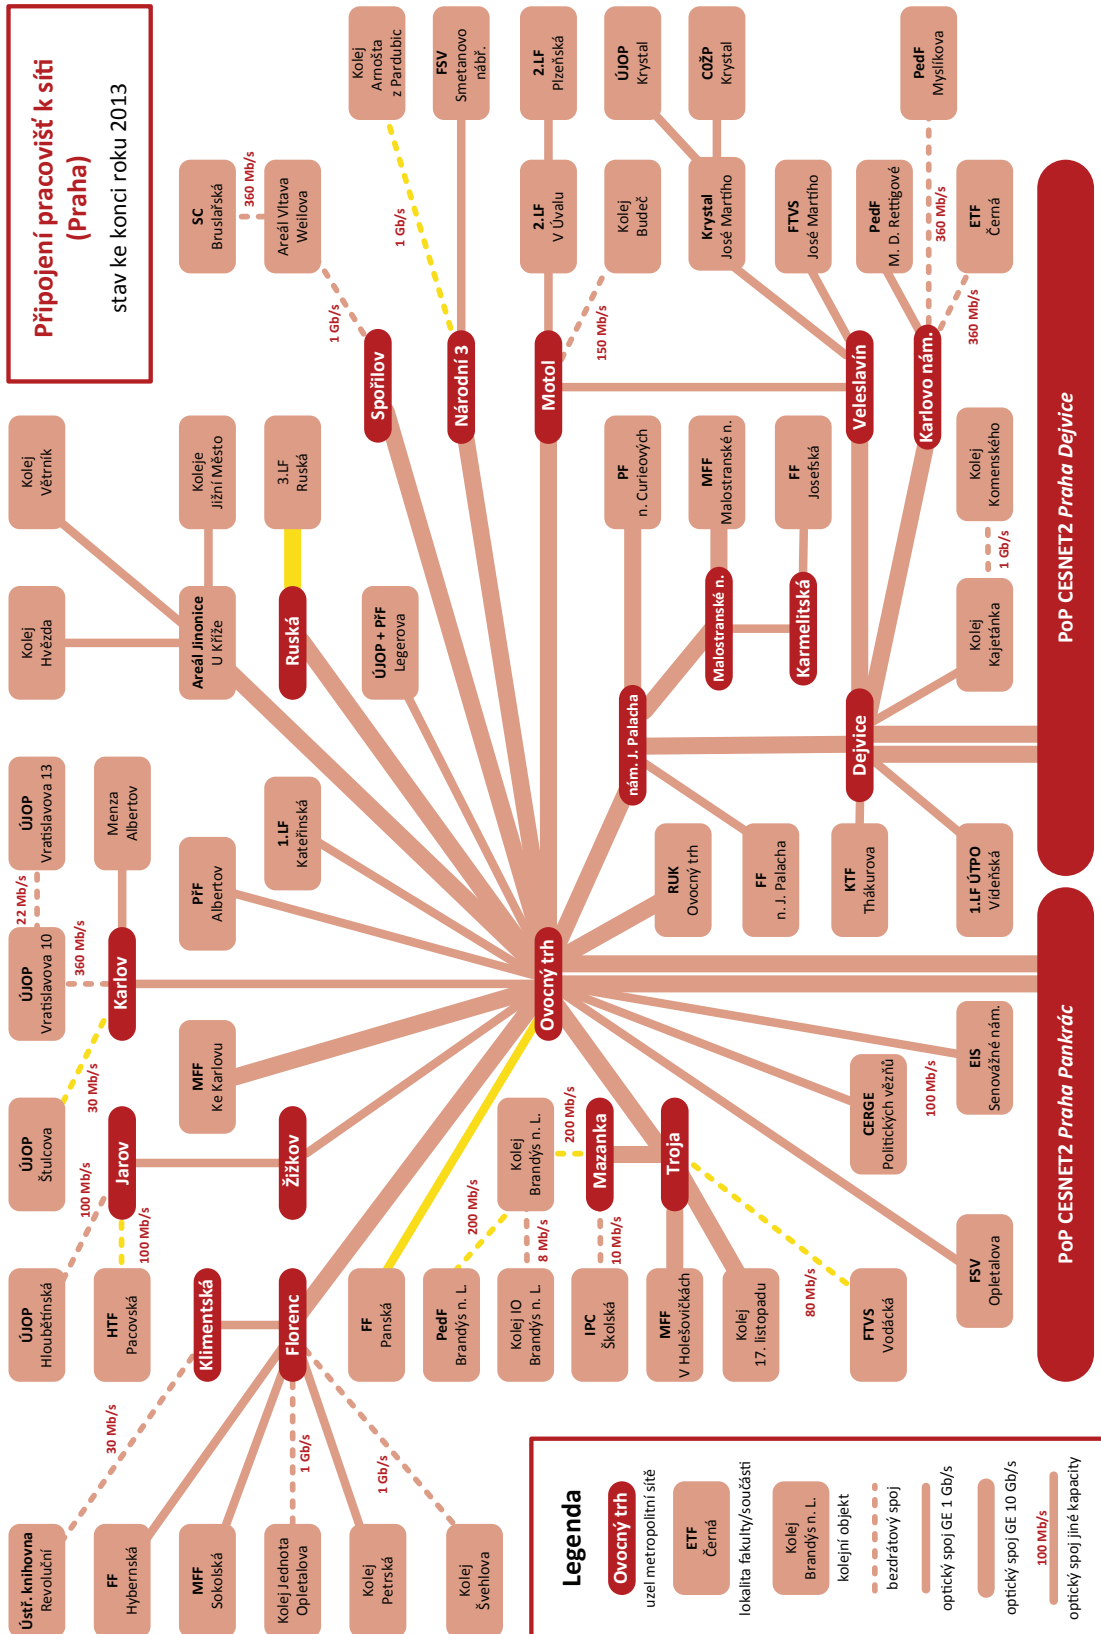 Připojení pracovišť k síti
(Praha)
stav ke konci roku 2013
Ústř. knihovna
Revoluční
30 Mb/s
FF
Hybernská
MFF
Sokolská
Kolej Jednota
Opletalova
1 Gb/s
Kolej
Petrská
Kolej
Švehlova
1 Gb/s
Klimentská
Florenc
ÚJOP
Hloubětínská
100 Mb/s
HTF
Pacovská
100 Mb/s
Jarov
Žižkov
ÚJOP
Štulcova
30 Mb/s
ÚJOP
Vratislavova 10
22 Mb/s
ÚJOP
Vratislavova 13
360 Mb/s
Karlov
Menza
Albertov
MFF
Ke Karlovu
PřF
Albertov
1.LF
Kateřinská
Kolej
Hvězda
Kolej
Větrník
Areál Jinonice
U Kříže
Koleje
Jižní Město
Ruská
3.LF
Ruská
ÚJOP + PřF
Legerova
SC
Bruslařská
360 Mb/s
Areál Vltava
Weilova
1 Gb/s
Spořilov
Kolej
Arnošta
z Pardubic
1 Gb/s
Národní 3
FSV
Smetanovo
nábř.
Motol
2.LF
V Úvalu
2.LF
Plzeňská
150 Mb/s
Kolej
Budeč
Krystal
José Martího
ÚJOP
Krystal
COŽP
Krystal
FTVS
José Martího
Veleslavín
PedF
M. D. Rettigové
PedF
Myslíkova
360 Mb/s
Karlovo nám.
ETF
Černá
360 Mb/s
Ovocný trh
FF
Panská
PedF
Brandýs n. L.
200 Mb/s
Kolej
Brandýs n. L.
200 Mb/s
Kolej IO
Brandýs n. L.
8 Mb/s
Mazanka
IPC
Školská
10 Mb/s
MFF
V Holešovičkách
Troja
Kolej
17. listopadu
FTVS
Vodácká
80 Mb/s
FSV
Opletalova
CERGE
Politických vězňů
EIS
Senovážné nám.
100 Mb/s
RUK
Ovocný trh
nám. J. Palacha
PF
n. Curieových
FF
n. J. Palacha
Malostranské n.
MFF
Malostranské n.
Karmelitská
FF
Josefská
Dejvice
KTF
Thákurova
1.LF ÚTPO
Vídeňská
Kolej
Kajetánka
1 Gb/s
Kolej
Komenského
PoP CESNET2 Praha Pankrác
PoP CESNET2 Praha Dejvice
Legenda
Ovocný trh
uzel metropolitní sítě
ETF
Černá
lokalita fakulty/součásti
Kolej
Brandýs n. L.
kolejní objekt
bezdrátový spoj
optický spoj GE 1 Gb/s
optický spoj GE 10 Gb/s
100 Mb/s
optický spoj jiné kapacity